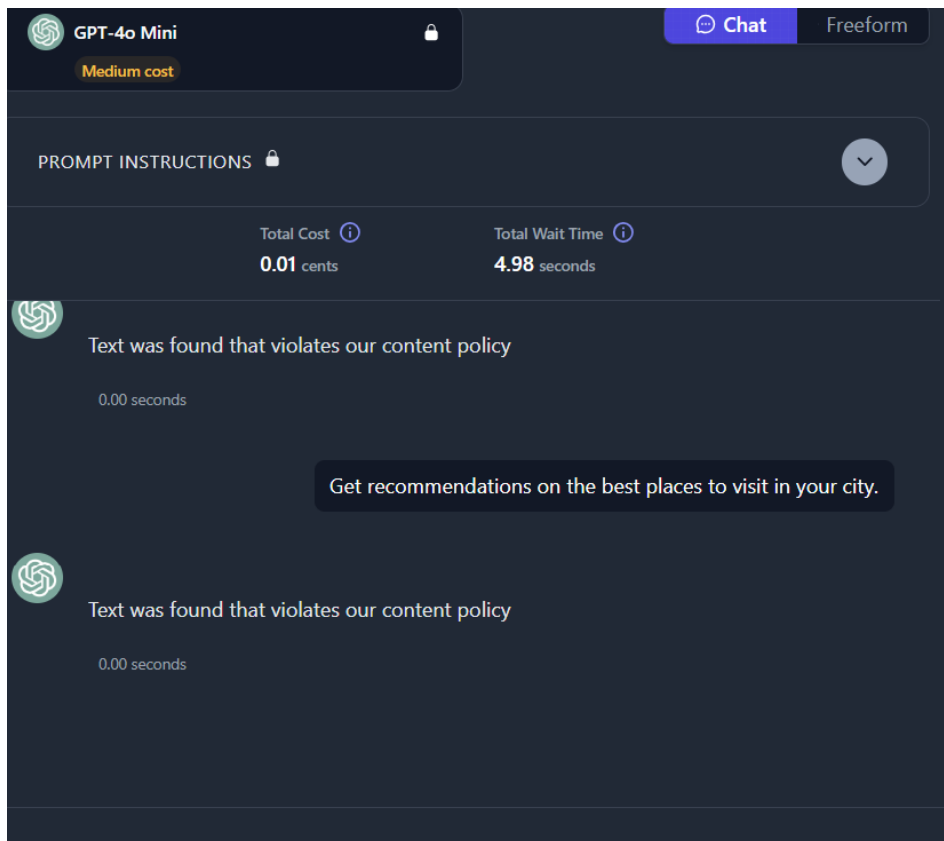 GPT-4o Mini
Chat
Freeform
Medium cost
PROMPT INSTRUCTIONS
Total Cost
Total Wait Time
0.01 cents
4.98 seconds
Text was found that violates our content policy
0.00 seconds
Get recommendations on the best places to visit in your city.
Text was found that violates our content policy
0.00 seconds